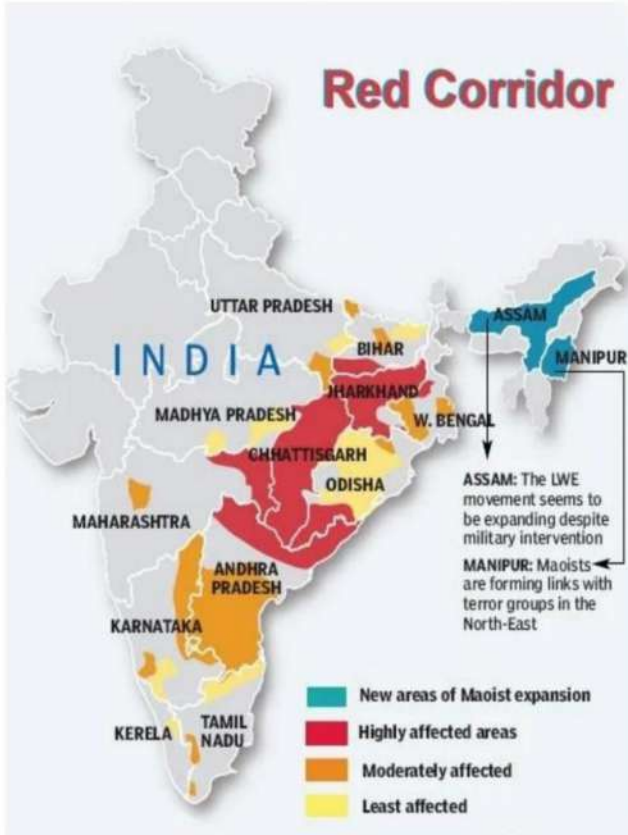 Red Corridor
UTTAR PRADESH
ASSAM
INDIA
BIHAR
MANIPUR
JHARKHAND
MADHYA PRADESH
W. BENGAL
CHHATTISGARH
ODISHA
MAHARASHTRA
ASSAM: The LWE
movement seems to
be expanding despite
military intervention
MANIPUR: Maoists
are forming links with
terror groups in the
North-East
ANDHRA
PRADESH
KARNATAKA
KERELA
TAMIL
NADU
New areas of Maoist expansion
Highly affected areas
Moderately affected
Least affected